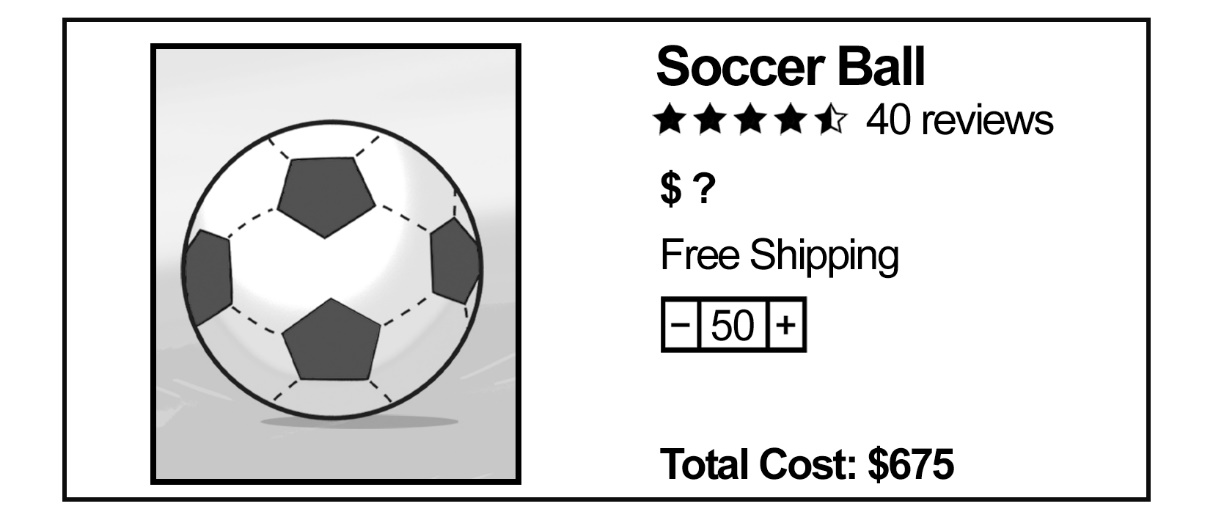 Soccer Ball
40 reviews
$ ?
Free Shipping
− 50 +
Total Cost: $675